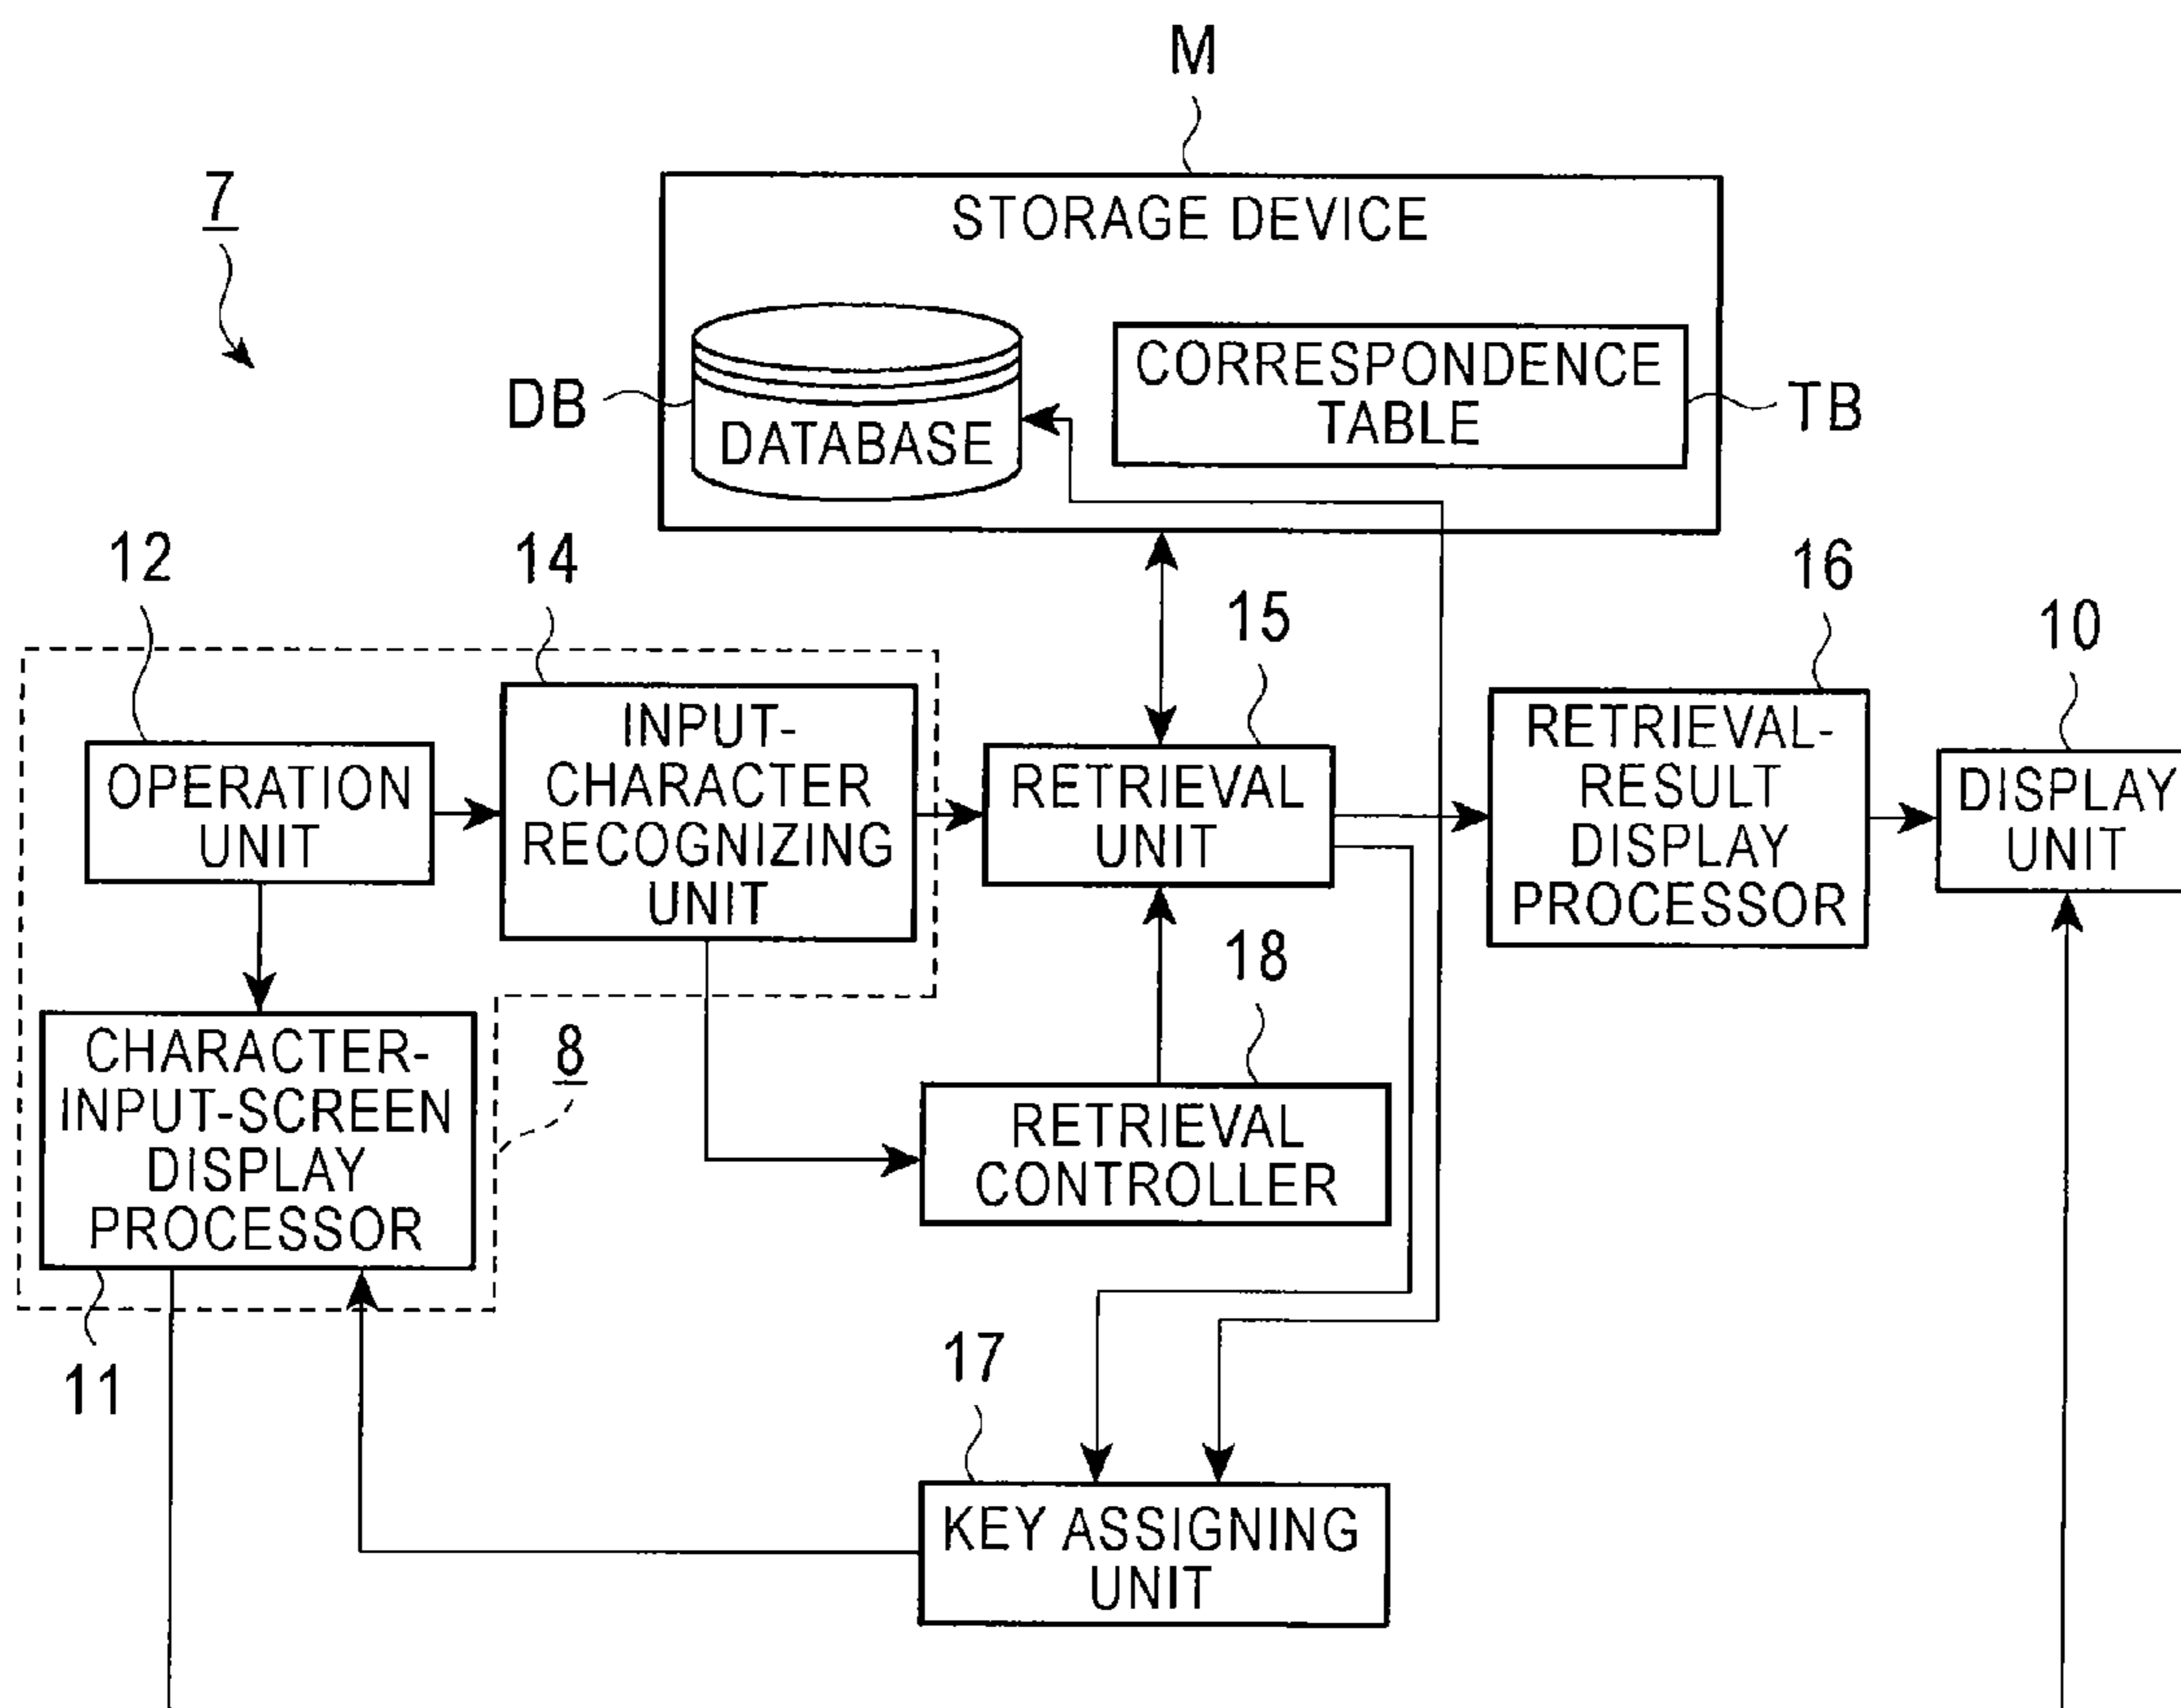 M
7
STORAGE DEVICE
DB
DATABASE
CORRESPONDENCE
TABLE
TB
12
14
15
16
10
OPERATION
UNIT
INPUT-
CHARACTER
RECOGNIZING
UNIT
RETRIEVAL
UNIT
RETRIEVAL-
RESULT
DISPLAY
PROCESSOR
DISPLAY
UNIT
18
8
CHARACTER-
INPUT-SCREEN
DISPLAY
PROCESSOR
RETRIEVAL
CONTROLLER
11
17
KEY ASSIGNING
UNIT